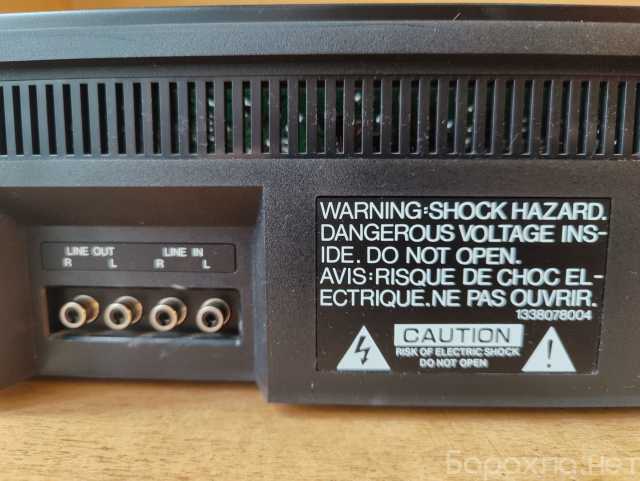 LINE OUT
LINE IN
R L R L
WARNING:SHOCK HAZARD.
DANGEROUS VOLTAGE INS-
IDE. DO NOT OPEN.
AVIS:RISQUE DE CHOC EL-
ECTRIQUE.NE PAS OUVRIR.
1338078004
CAUTION
RISK OF ELECTRIC SHOCK
DO NOT OPEN
Барахла.нет